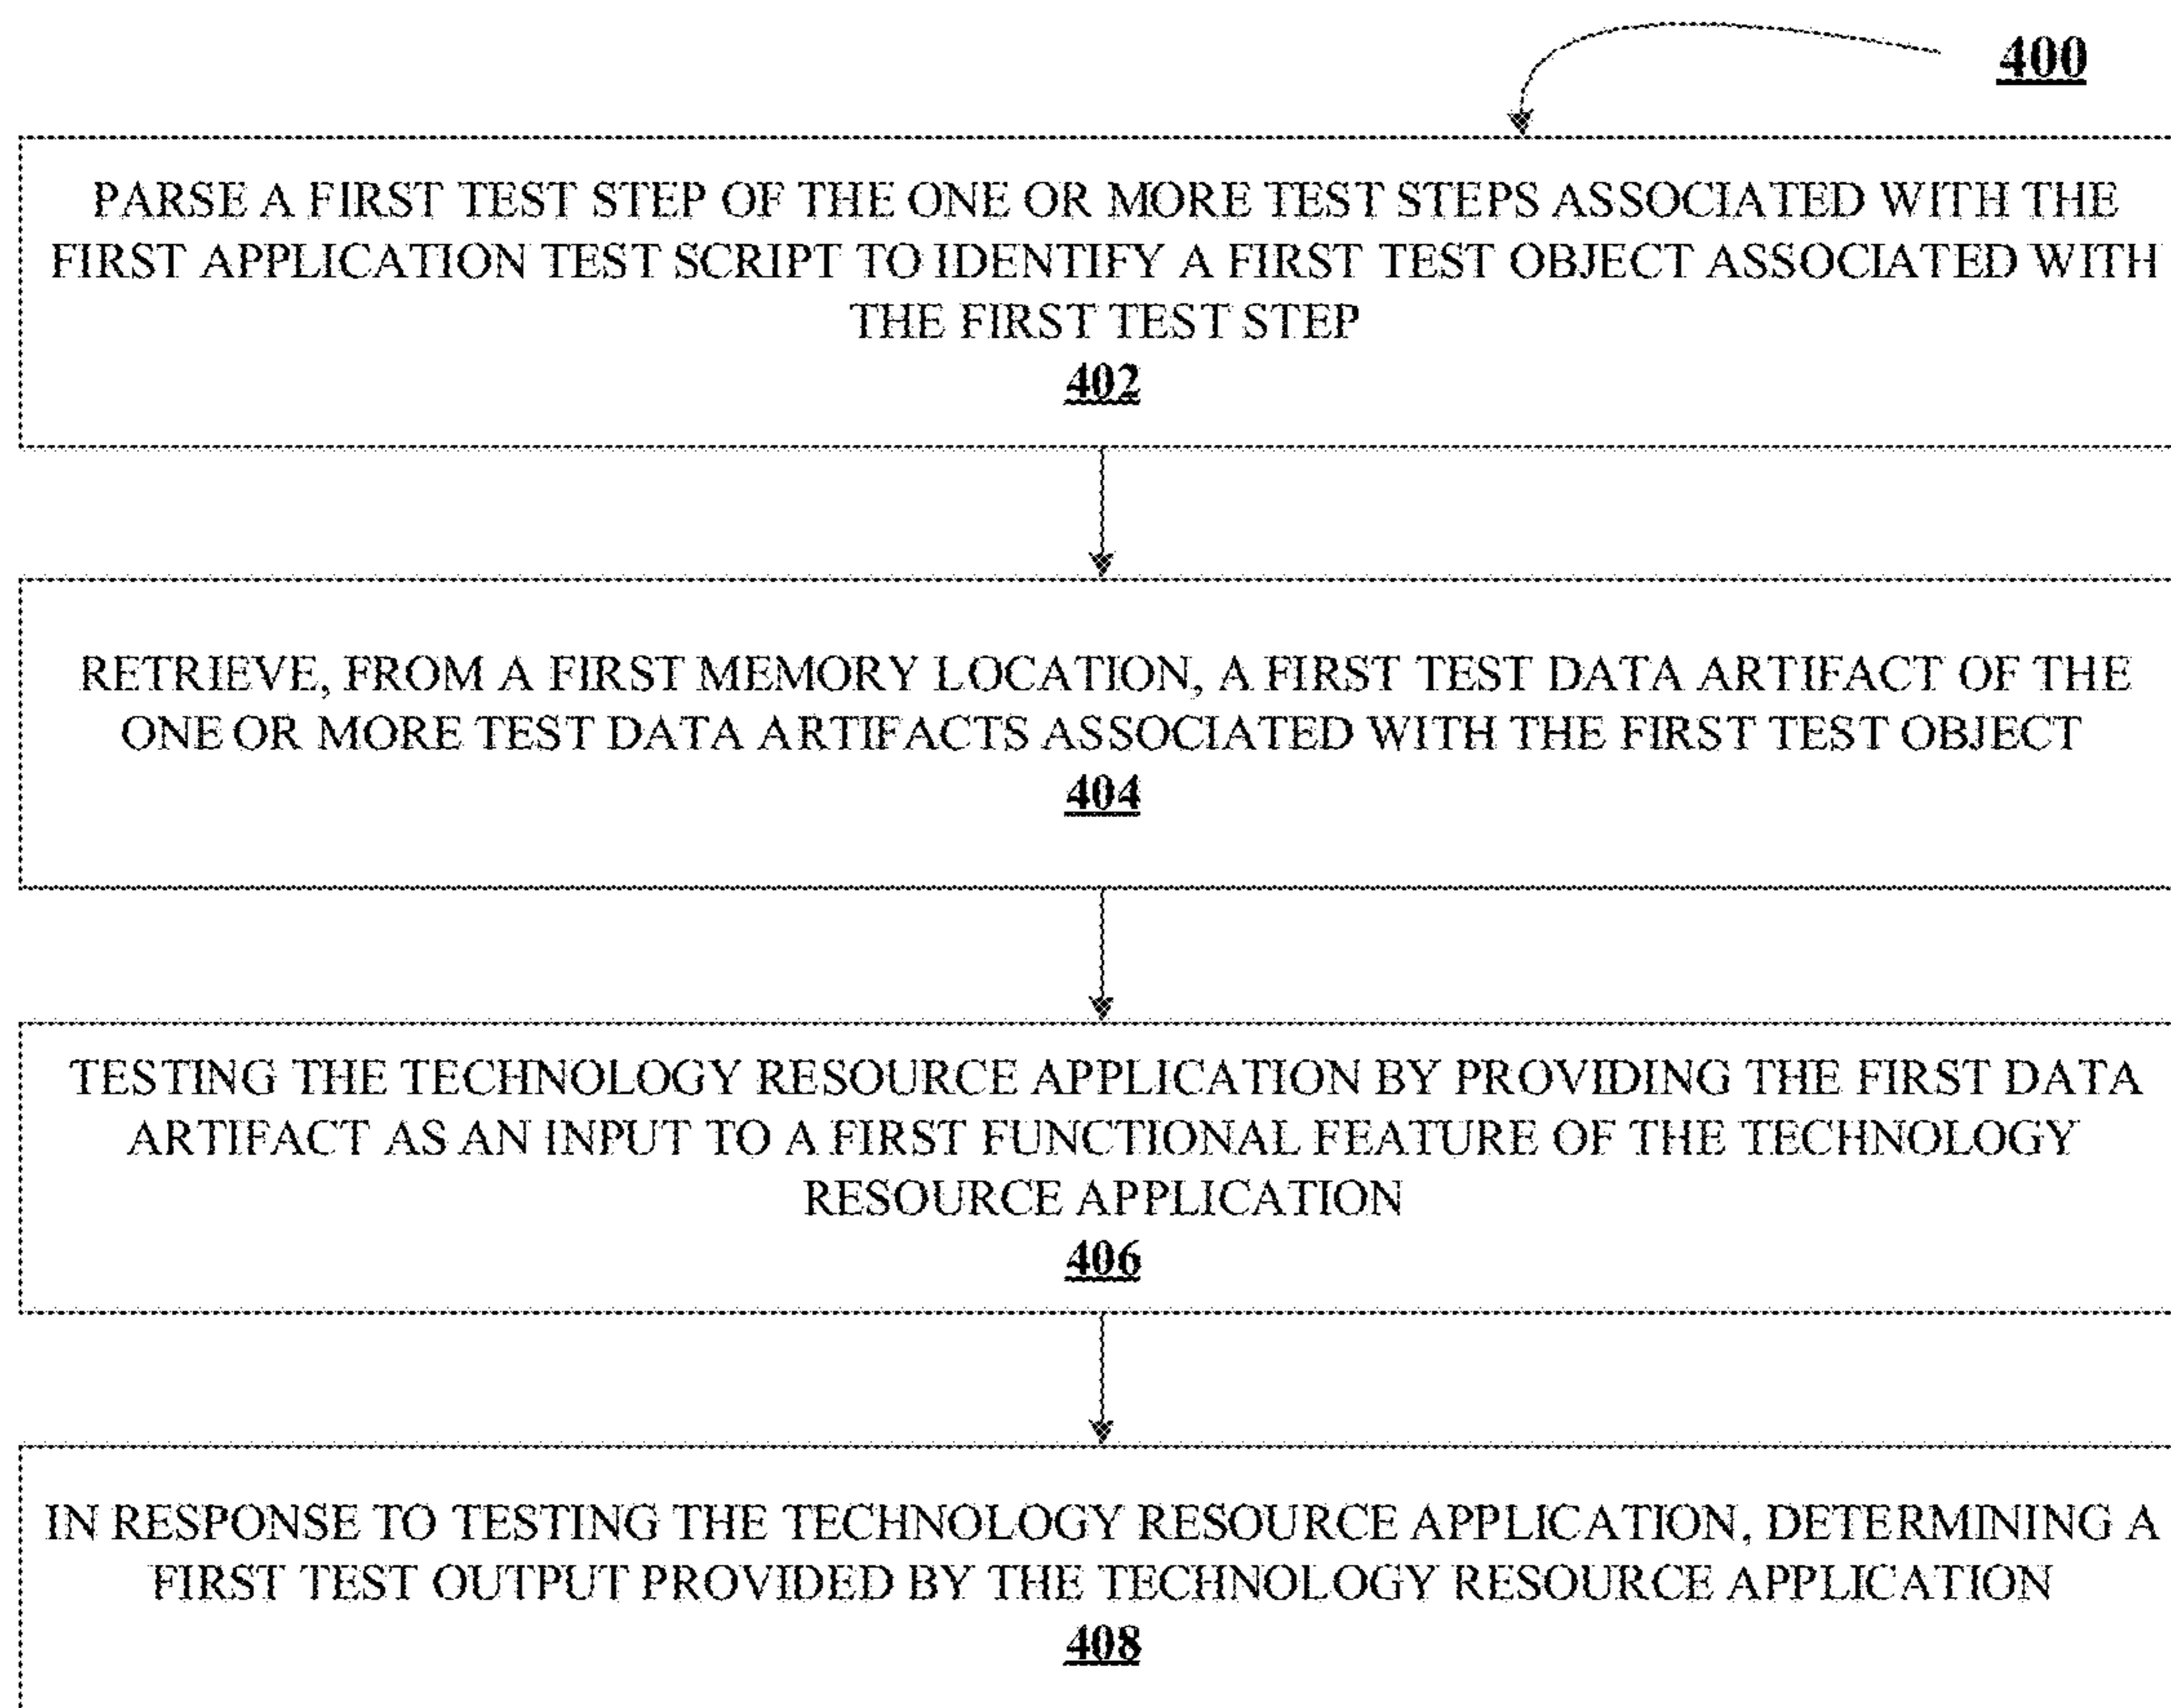 400
PARSE A FIRST TEST STEP OF THE ONE OR MORE TEST STEPS ASSOCIATED WITH THE
FIRST APPLICATION TEST SCRIPT TO IDENTIFY A FIRST TEST OBJECT ASSOCIATED WITH
THE FIRST TEST STEP
402
RETRIEVE, FROM A FIRST MEMORY LOCATION, A FIRST TEST DATA ARTIFACT OF THE
ONE OR MORE TEST DATA ARTIFACTS ASSOCIATED WITH THE FIRST TEST OBJECT
404
TESTING THE TECHNOLOGY RESOURCE APPLICATION BY PROVIDING THE FIRST DATA
ARTIFACT AS AN INPUT TO A FIRST FUNCTIONAL FEATURE OF THE TECHNOLOGY
RESOURCE APPLICATION
406
IN RESPONSE TO TESTING THE TECHNOLOGY RESOURCE APPLICATION, DETERMINING A
FIRST TEST OUTPUT PROVIDED BY THE TECHNOLOGY RESOURCE APPLICATION
408